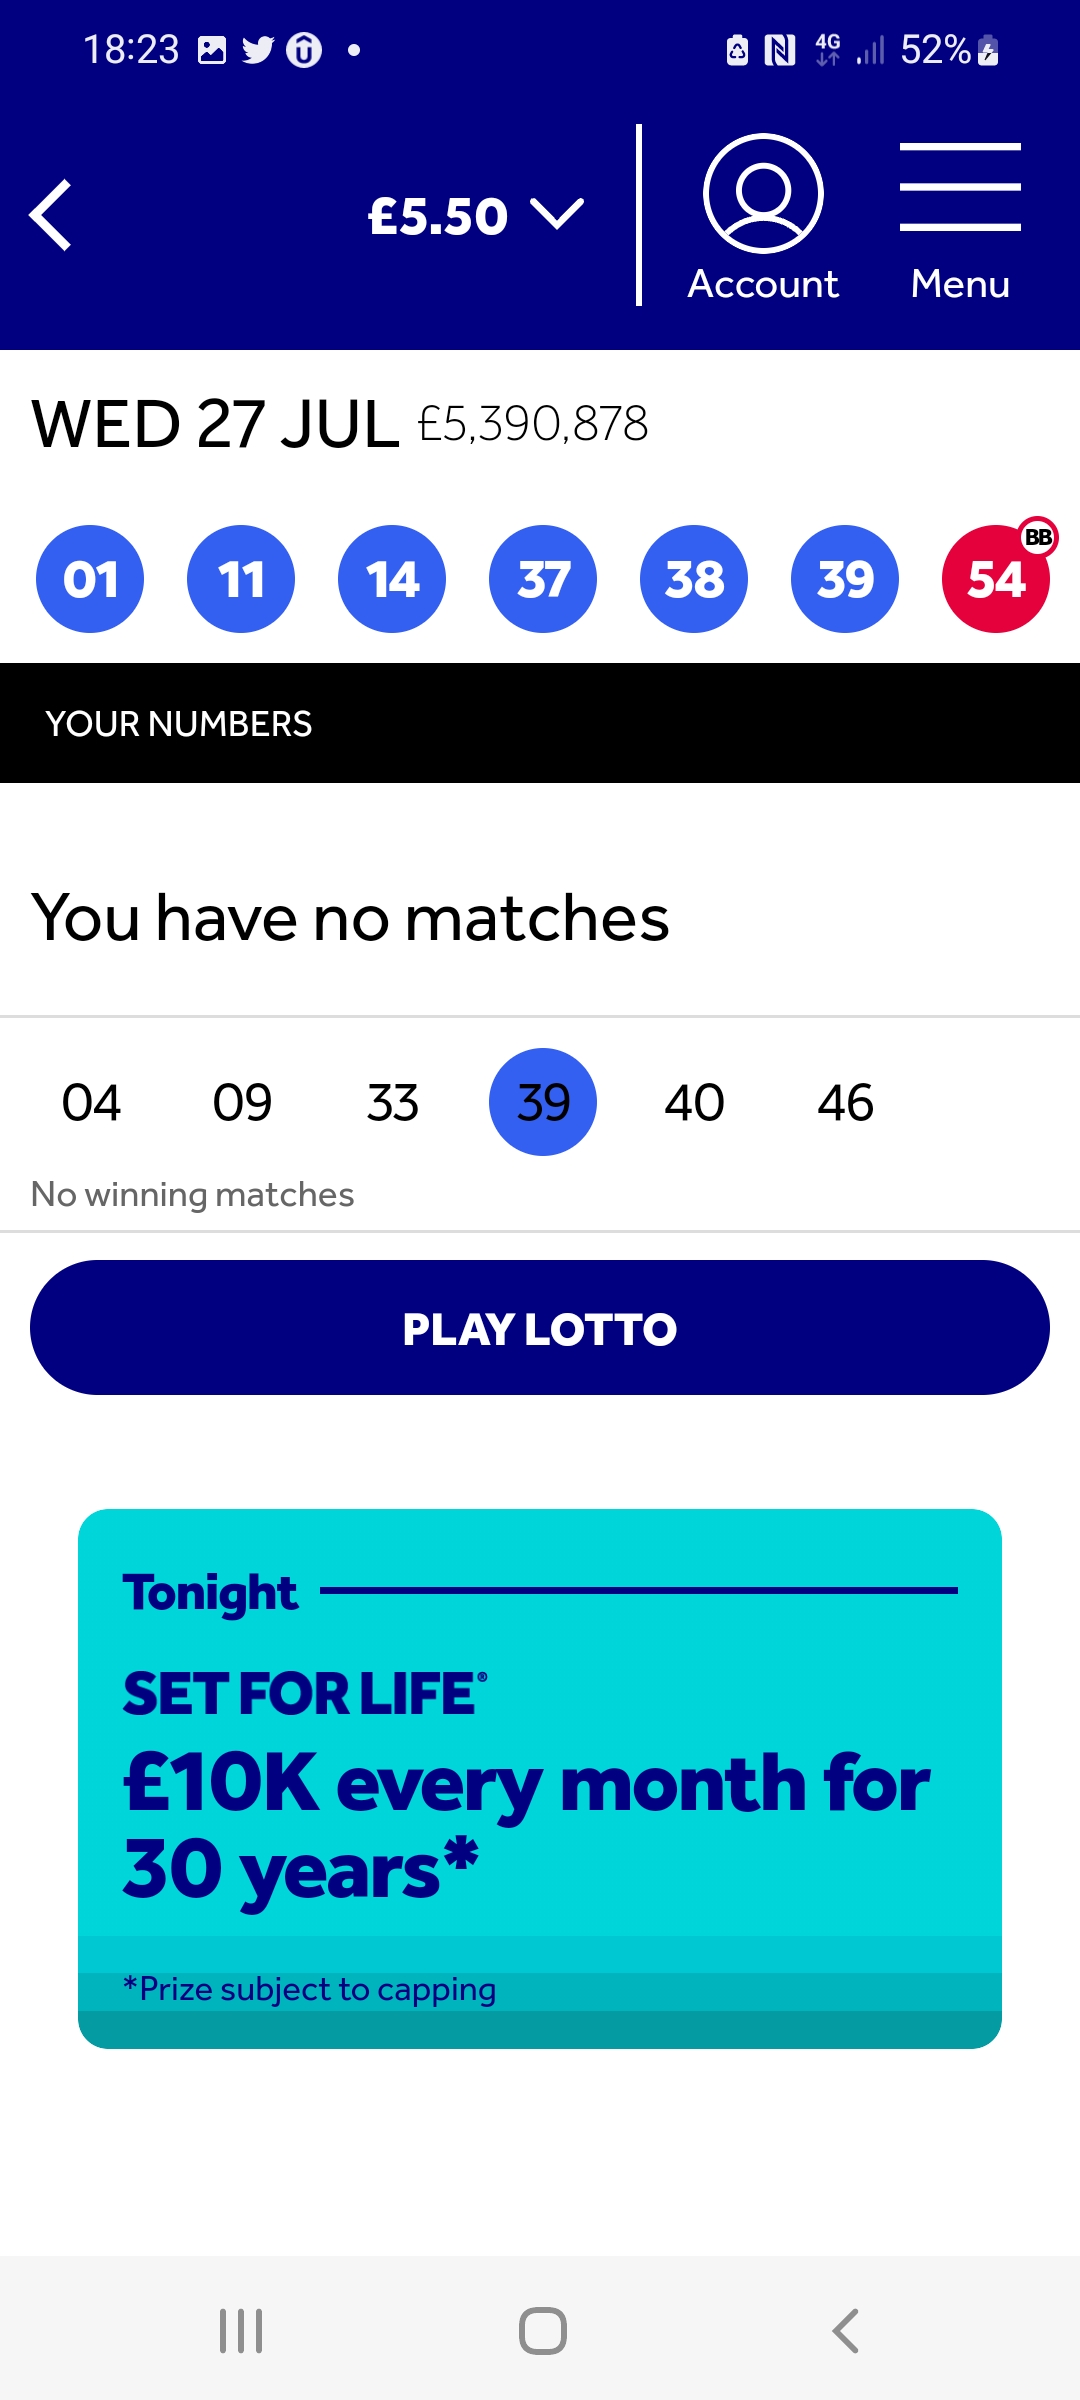 18:23 4G 52%
£5.50
Account Menu
WED 27 JUL £5,390,878
BB
01 11 14 37 38 39 54
YOUR NUMBERS
You have no matches
04 09 33 39 40 46
No winning matches
PLAY LOTTO
Tonight
SET FOR LIFE®
£10K every month for
30 years*
*Prize subject to capping